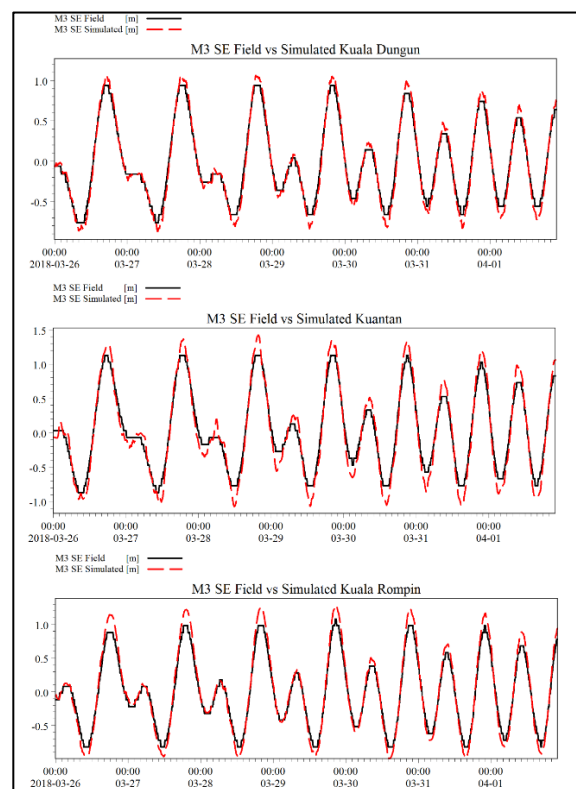 M3 SE Field [m]
M3 SE Simulated [m]
M3 SE Field vs Simulated Kuala Dungun
1.0
0.5
0.0
-0.5
00:00 00:00 00:00 00:00 00:00 00:00 00:00
2018-03-26 03-27 03-28 03-29 03-30 03-31 04-01
M3 SE Field [m]
M3 SE Simulated [m]
M3 SE Field vs Simulated Kuantan
1.5
1.0
0.5
0.0
-0.5
-1.0
00:00 00:00 00:00 00:00 00:00 00:00 00:00
2018-03-26 03-27 03-28 03-29 03-30 03-31 04-01
M3 SE Field [m]
M3 SE Simulated [m]
M3 SE Field vs Simulated Kuala Rompin
1.0
0.5
0.0
-0.5
00:00 00:00 00:00 00:00 00:00 00:00 00:00
2018-03-26 03-27 03-28 03-29 03-30 03-31 04-01